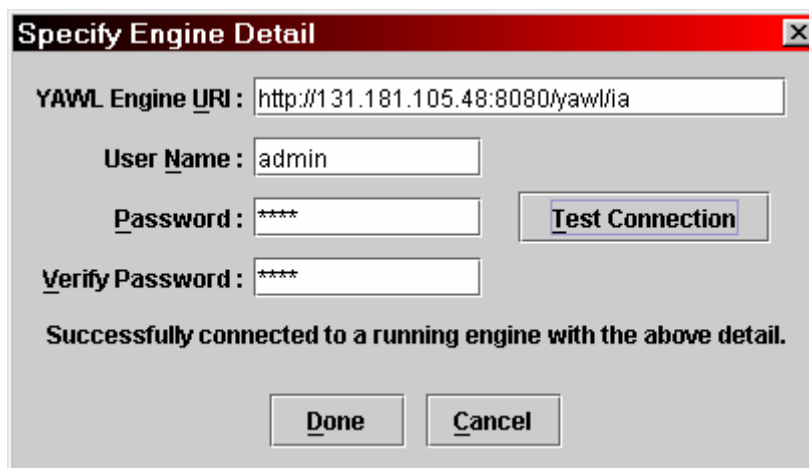 Specify Engine Detail
YAWL Engine URI : http://131.181.105.48:8080/yawl/ia
User Name : admin
Password : **** Test Connection
Verify Password : ****
Successfully connected to a running engine with the above detail.
Done Cancel